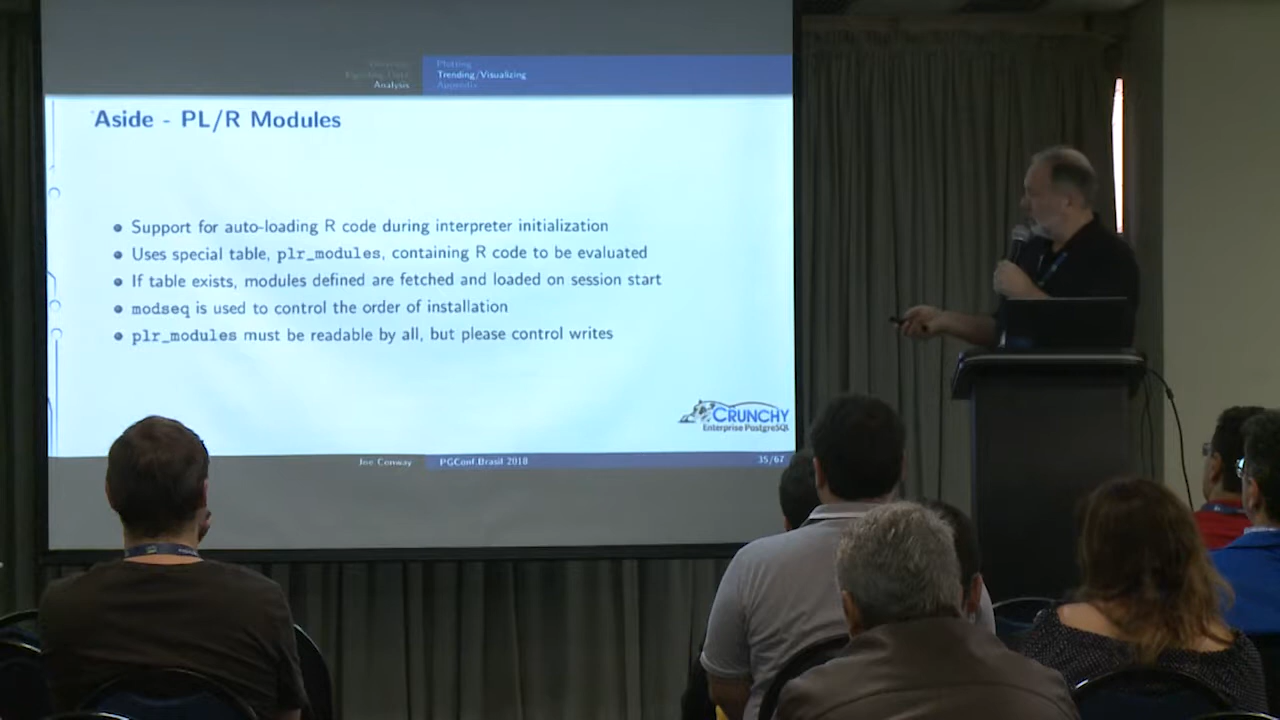 Plotting
Trending/Visualizing
Analysis
Appendix
Aside - PL/R Modules
Support for auto-loading R code during interpreter initialization
Uses special table, plr_modules, containing R code to be evaluated
If table exists, modules defined are fetched and loaded on session start
modseq is used to control the order of installation
plr_modules must be readable by all, but please control writes
CRUNCHY
Enterprise PostgreSQL
Joe Conway
PGConf.Brasil 2018
35/67